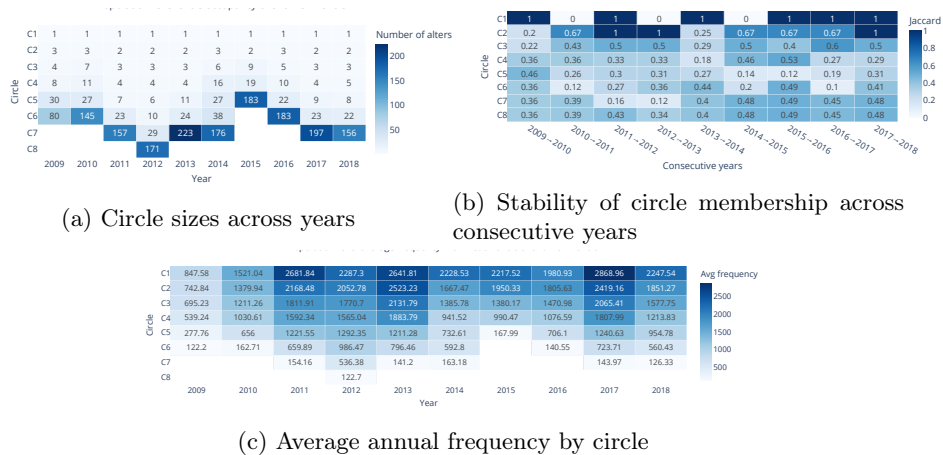 C1 1 1 1 1 1 1 1 1 1 1
C2 3 3 2 2 3 2 3 2 2 2
C3 4 7 3 3 3 6 9 5 3 3
C4 8 11 4 4 5 16 19 10 4 5
C5 30 27 7 6 11 27 183 22 9 8
C6 80 145 23 10 24 38 183 23 22
C7 157 29 223 176 197 156
C8 171
2009 2010 2011 2012 2013 2014 2015 2016 2017 2018
Circle
Year
Number of alters
200
150
100
50
(a) Circle sizes across years
C1 1 0 1 1 0 1 0 1 1 1
C2 0.2 0.67 1 1 0.25 0.67 0.67 0.67 1
C3 0.22 0.43 0.5 0.5 0.29 0.5 0.4 0.6 0.5
C4 0.36 0.36 0.33 0.33 0.18 0.46 0.53 0.27 0.29
C5 0.46 0.26 0.3 0.31 0.27 0.14 0.12 0.19 0.31
C6 0.36 0.12 0.27 0.36 0.44 0.2 0.49 0.1 0.41
C7 0.36 0.39 0.16 0.12 0.4 0.48 0.49 0.45 0.48
C8 0.36 0.39 0.43 0.34 0.4 0.48 0.49 0.45 0.48
2009→2010 2010→2011 2011→2012 2012→2013 2013→2014 2014→2015 2015→2016 2016→2017 2017→2018
Circle
Consecutive years
Jaccard
1
0.8
0.6
0.4
0.2
0
(b) Stability of circle membership across
consecutive years
C1 847.58 1521.04 2681.84 2287.3 2641.81 2228.53 2217.52 1980.93 2868.96 2247.54
C2 742.84 1379.94 2168.48 2052.78 2523.23 1667.47 1950.33 1805.63 2419.16 1851.27
C3 695.23 1211.26 1811.91 1770.7 2131.79 1385.78 1380.17 1470.98 2065.41 1577.75
C4 539.24 1030.61 1592.34 1565.04 1883.79 941.52 990.47 1076.59 1807.99 1213.83
C5 277.76 656 1221.55 1292.35 1211.28 732.61 167.99 706.1 1240.63 954.78
C6 122.2 162.71 659.89 986.47 796.46 592.8 140.55 723.71 560.43
C7 154.16 536.38 141.2 163.18 143.97 126.33
C8 122.7
2009 2010 2011 2012 2013 2014 2015 2016 2017 2018
Circle
Year
Avg frequency
2500
2000
1500
1000
500
(c) Average annual frequency by circle